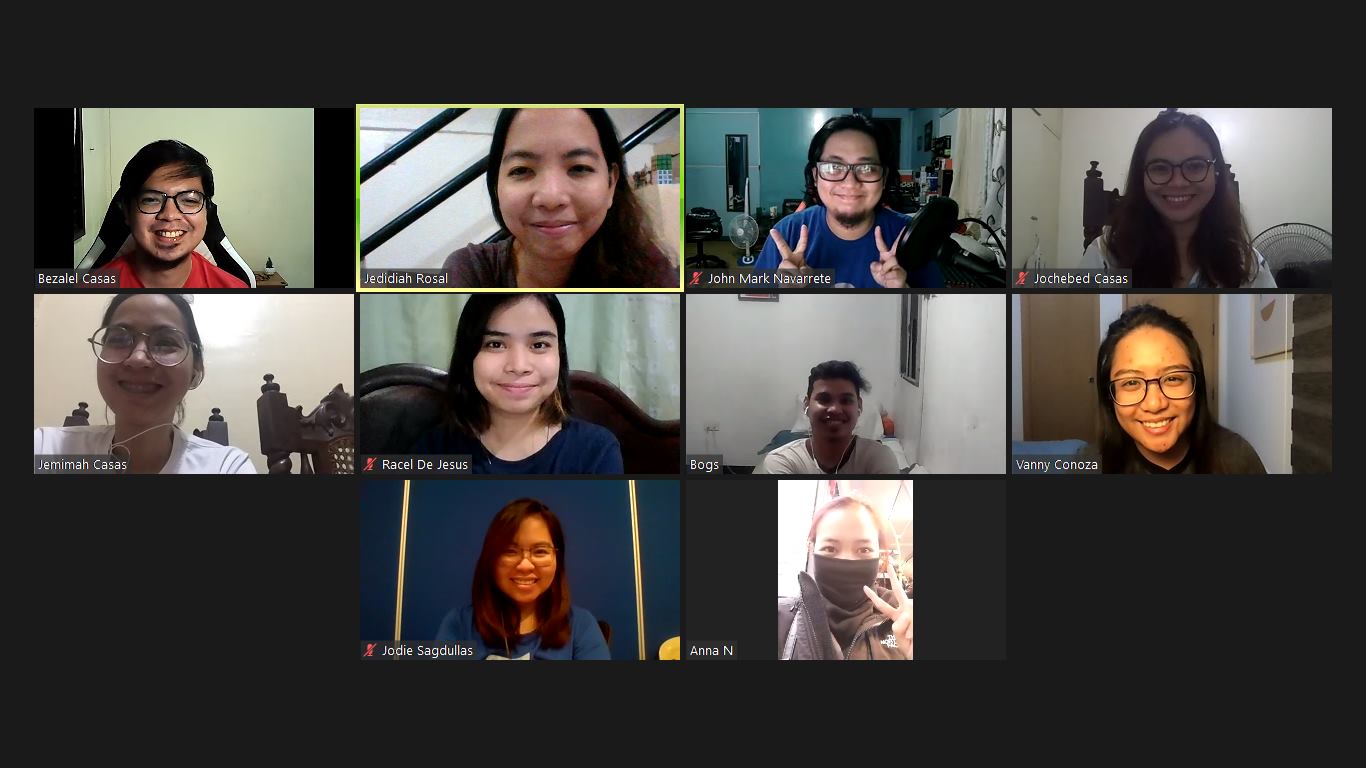 Bezalel Casas
Jedidiah Rosal
John Mark Navarrete
Jochebed Casas
Jemimah Casas
Racel De Jesus
Bogs
Vanny Conoza
Jodie Sagdullas
Anna N